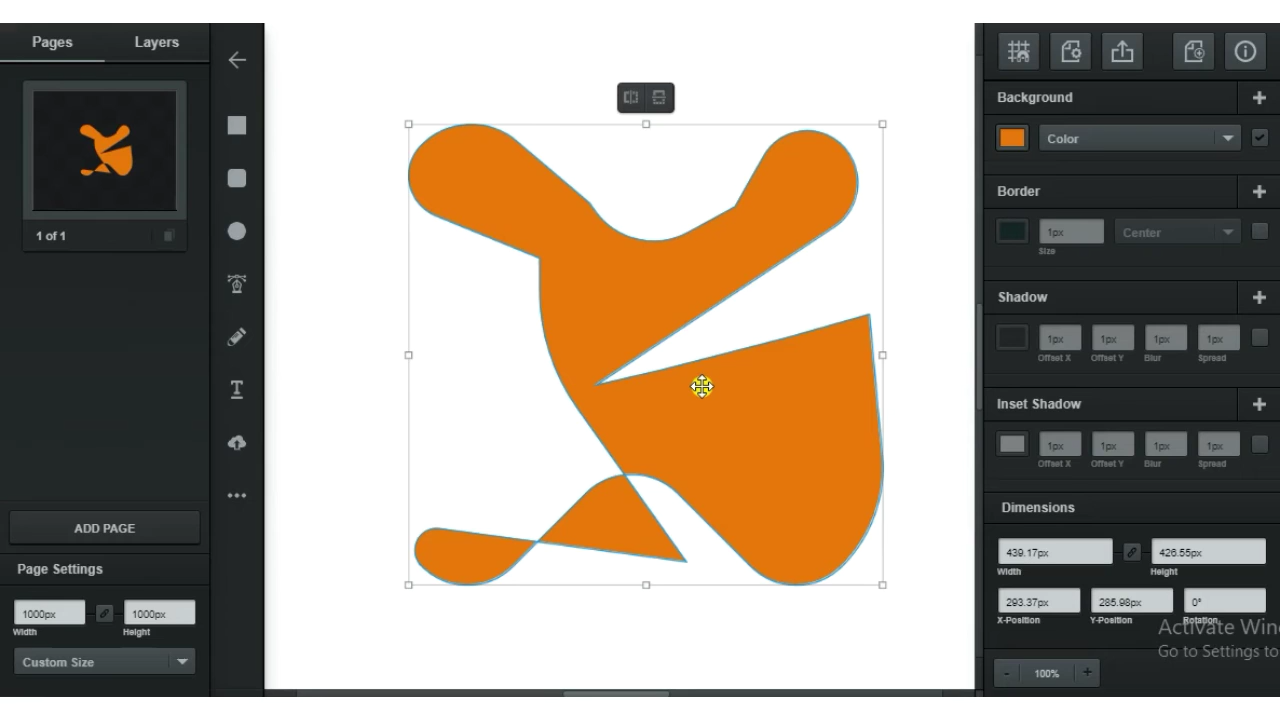 Pages Layers
1 of 1
ADD PAGE
Page Settings
1000px 1000px
Width Height
Custom Size
T
Background
Color
Border
1px Center
Size
Shadow
1px 1px 1px 1px
Offset X Offset Y Blur Spread
Inset Shadow
1px 1px 1px 1px
Offset X Offset Y Blur Spread
Dimensions
439.17px 426.55px
Width Height
293.37px 285.98px 0°
X-Position Y-Position Rotation
Activate Win
Go to Settings to
- 100% +